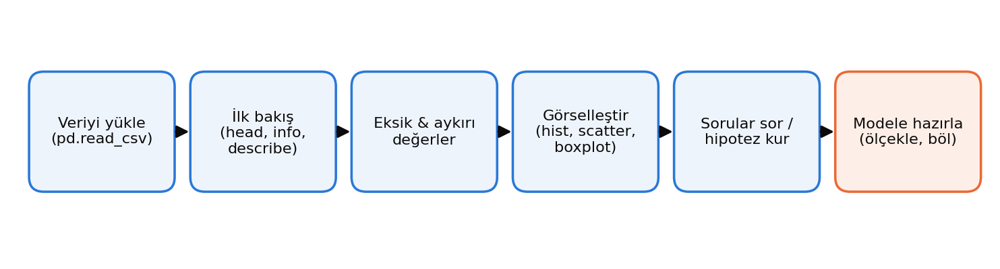 Veriyi yükle
(pd.read_csv)
İlk bakış
(head, info,
describe)
Eksik & aykırı
değerler
Görselleştir
(hist, scatter,
boxplot)
Sorular sor /
hipotez kur
Modele hazırla
(ölçekle, böl)